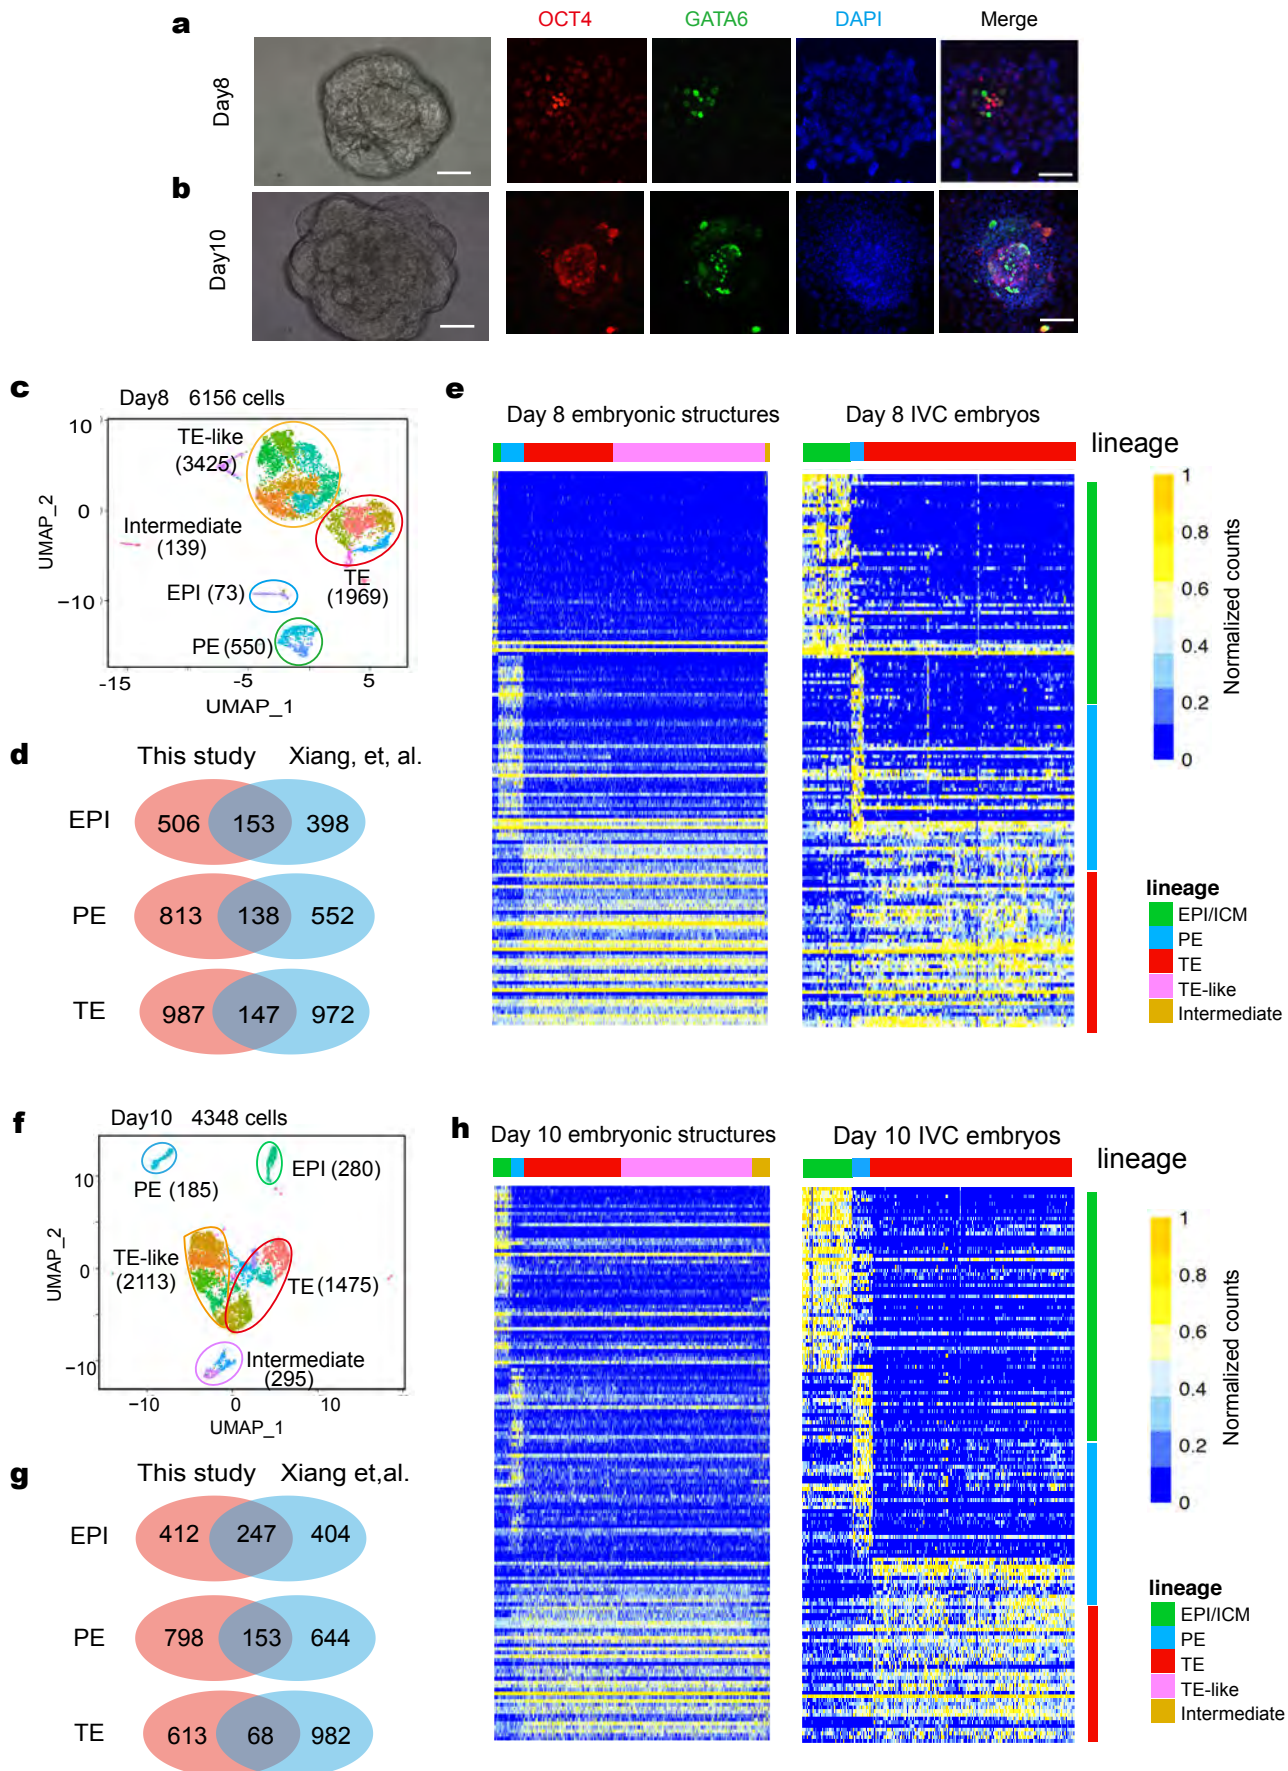 a
OCT4
GATA6
DAPI
Merge
Day8
b
Day10
c
Day8 6156 cells
10
0
−10
-15
-5
5
UMAP_2
UMAP_1
TE-like
(3425)
Intermediate
(139)
EPI (73)
TE
(1969)
PE (550)
d
This study Xiang, et, al.
EPI 506 153 398
PE 813 138 552
TE 987 147 972
e
Day 8 embryonic structures
Day 8 IVC embryos
lineage
1
0.8
0.6
0.4
0.2
0
Normalized counts
lineage
EPI/ICM
PE
TE
TE-like
Intermediate
f
Day10 4348 cells
10
0
−10
−10
0
10
UMAP_2
UMAP_1
PE (185)
EPI (280)
TE-like
(2113)
TE (1475)
Intermediate
(295)
g
This study Xiang et,al.
EPI 412 247 404
PE 798 153 644
TE 613 68 982
h
Day 10 embryonic structures
Day 10 IVC embryos
lineage
1
0.8
0.6
0.4
0.2
0
Normalized counts
lineage
EPI/ICM
PE
TE
TE-like
Intermediate